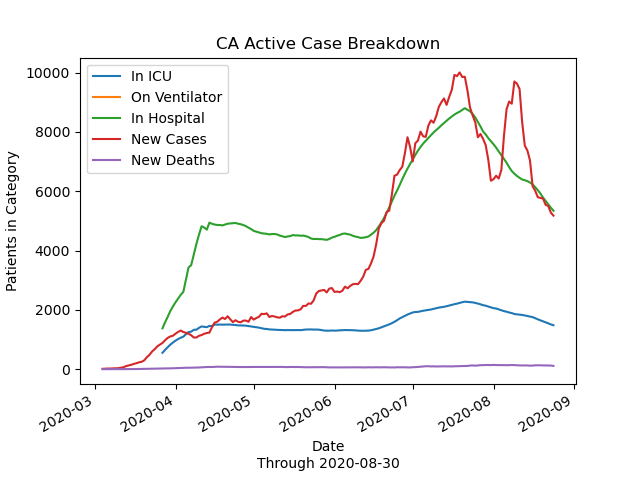 CA Active Case Breakdown
In ICU
On Ventilator
In Hospital
New Cases
New Deaths
Patients in Category
10000
8000
6000
4000
2000
0
2020-03
2020-04
2020-05
2020-06
2020-07
2020-08
2020-09
Date
Through 2020-08-30